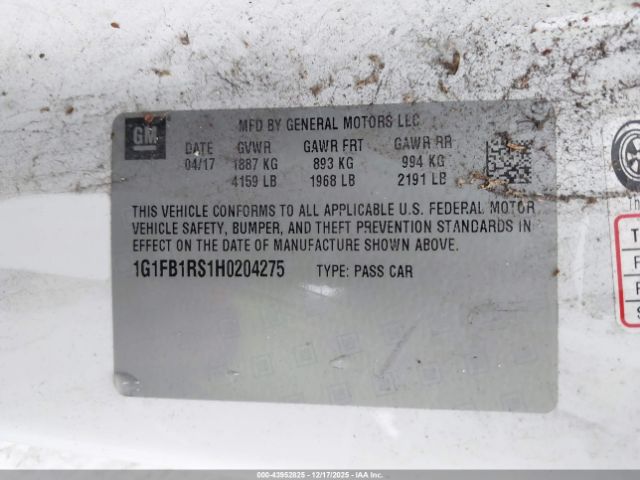 GM
MFD BY GENERAL MOTORS LLC
DATE GVWR GAWR FRT GAWR RR
04/17 1887 KG 893 KG 994 KG
4159 LB 1968 LB 2191 LB
THIS VEHICLE CONFORMS TO ALL APPLICABLE U.S. FEDERAL MOTOR
VEHICLE SAFETY, BUMPER, AND THEFT PREVENTION STANDARDS IN
EFFECT ON THE DATE OF MANUFACTURE SHOWN ABOVE.
1G1FB1RS1H0204275 TYPE: PASS CAR
000-43952825 - 12/17/2025 - IAAI.COM